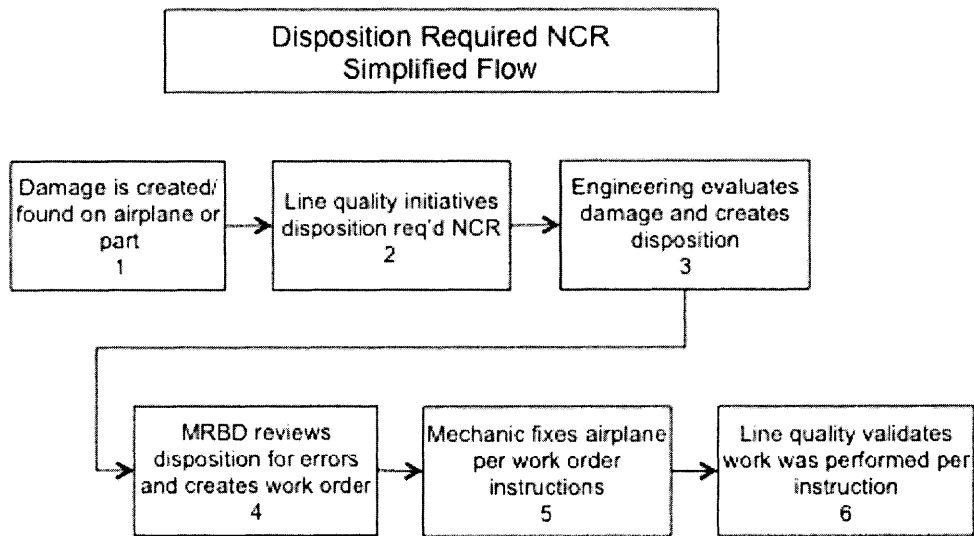 Disposition Required NCR
Simplified Flow
Damage is created/
found on airplane or
part
1
Line quality initiatives
disposition req'd NCR
2
Engineering evaluates
damage and creates
disposition
3
MRBD reviews
disposition for errors
and creates work order
4
Mechanic fixes airplane
per work order
instructions
5
Line quality validates
work was performed per
instruction
6